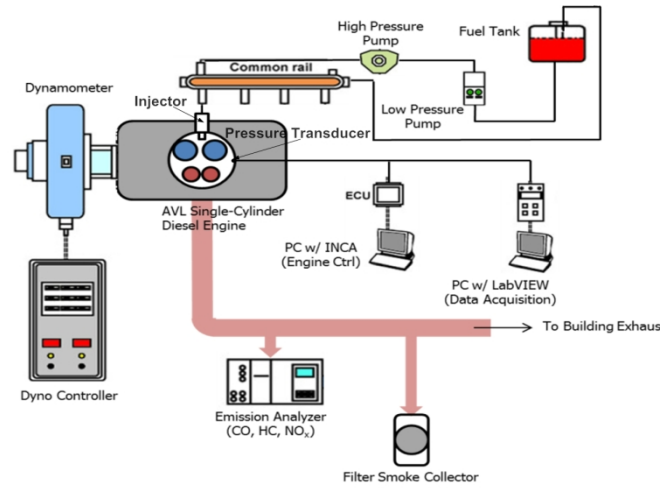 High Pressure
Pump
Fuel Tank
Common rail
Dynamometer
Injector
Low Pressure
Pump
Pressure Transducer
ECU
AVL Single-Cylinder
Diesel Engine
PC w/ INCA
(Engine Ctrl)
PC w/ LabVIEW
(Data Acquisition)
To Building Exhaus
Dyno Controller
Emission Analyzer
(CO, HC, NOₓ)
Filter Smoke Collector